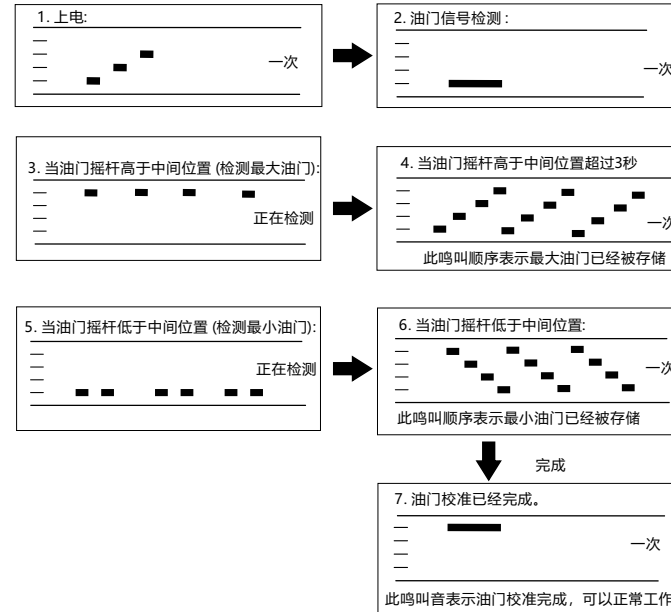 1. 上电:
一次
2. 油门信号检测 :
一次
3. 当油门摇杆高于中间位置 (检测最大油门):
正在检测
4. 当油门摇杆高于中间位置超过3秒
一次
此鸣叫顺序表示最大油门已经被存储
5. 当油门摇杆低于中间位置 (检测最小油门):
正在检测
6. 当油门摇杆低于中间位置:
一次
此鸣叫顺序表示最小油门已经被存储
完成
7. 油门校准已经完成。
一次
此鸣叫音表示油门校准完成，可以正常工作